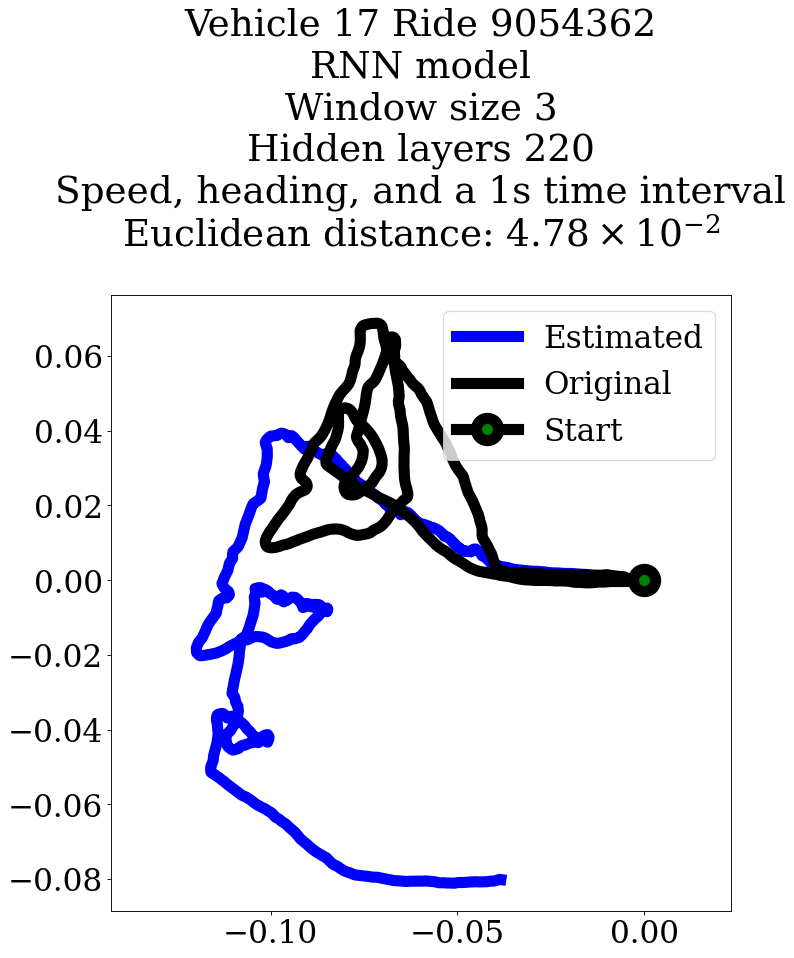 Vehicle 17 Ride 9054362
RNN model
Window size 3
Hidden layers 220
Speed, heading, and a 1s time interval
Euclidean distance: 4.78 × 10⁻²
Estimated
Original
Start
0.06
0.04
0.02
0.00
−0.02
−0.04
−0.06
−0.08
−0.10
−0.05
0.00